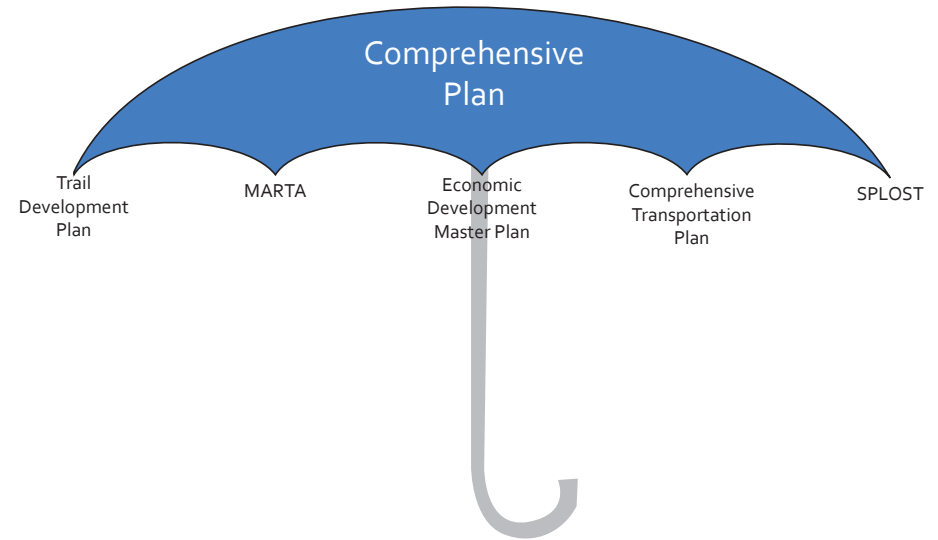 Comprehensive
Plan
Trail
Development
Plan
MARTA
Economic
Development
Master Plan
Comprehensive
Transportation
Plan
SPLOST